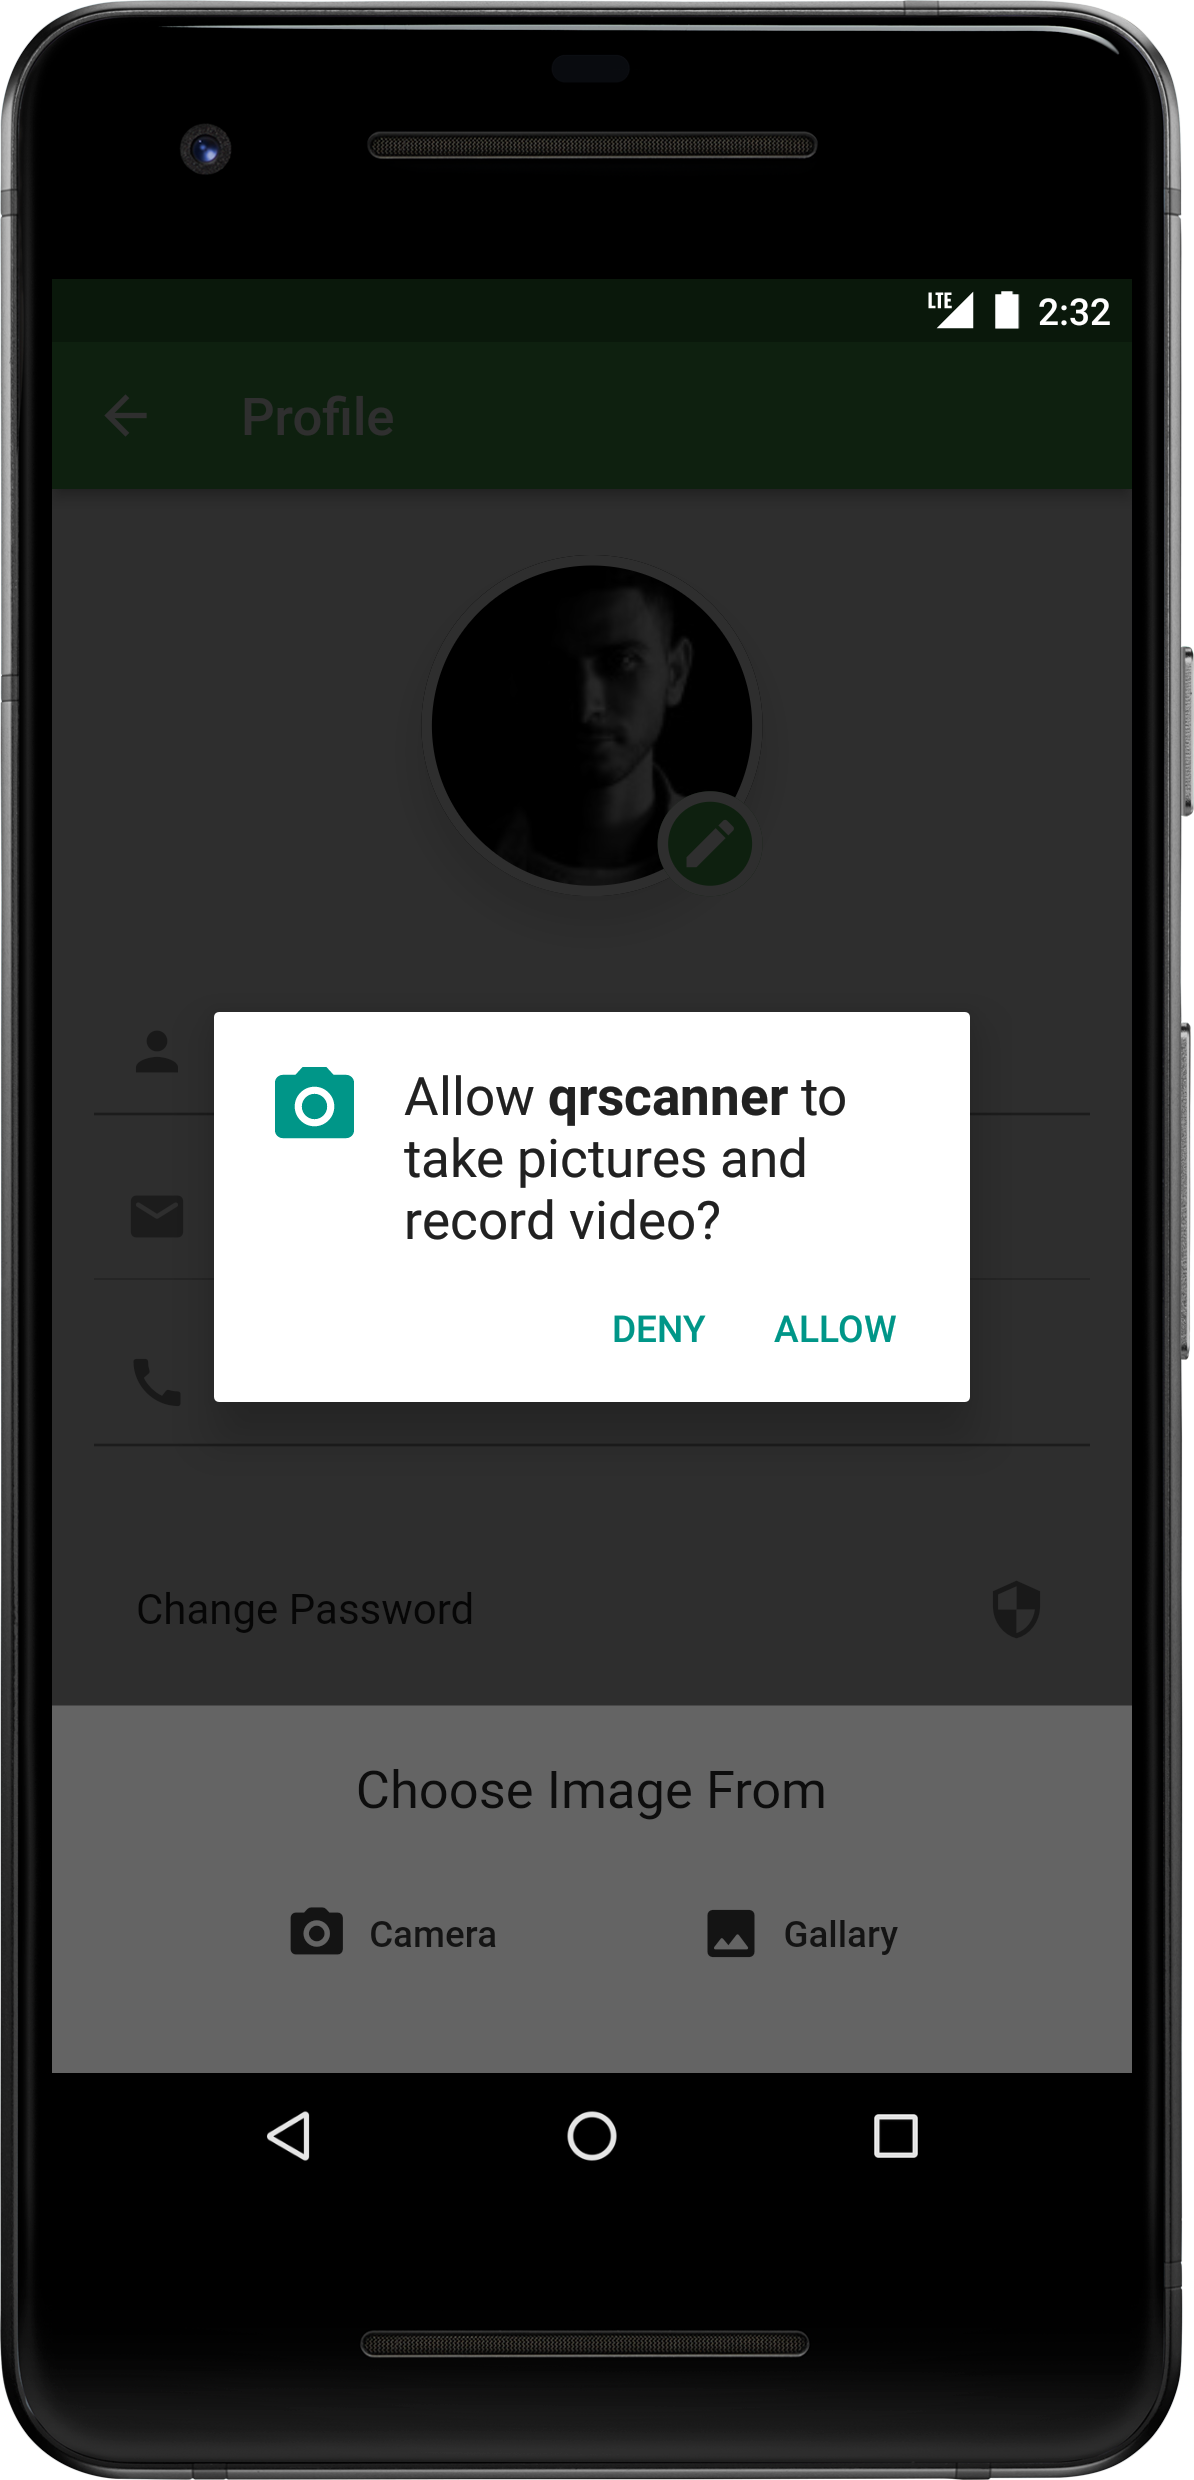 LTE 2:32
Profile
Allow qrscanner to
take pictures and
record video?
DENY ALLOW
Change Password
Choose Image From
Camera Gallary